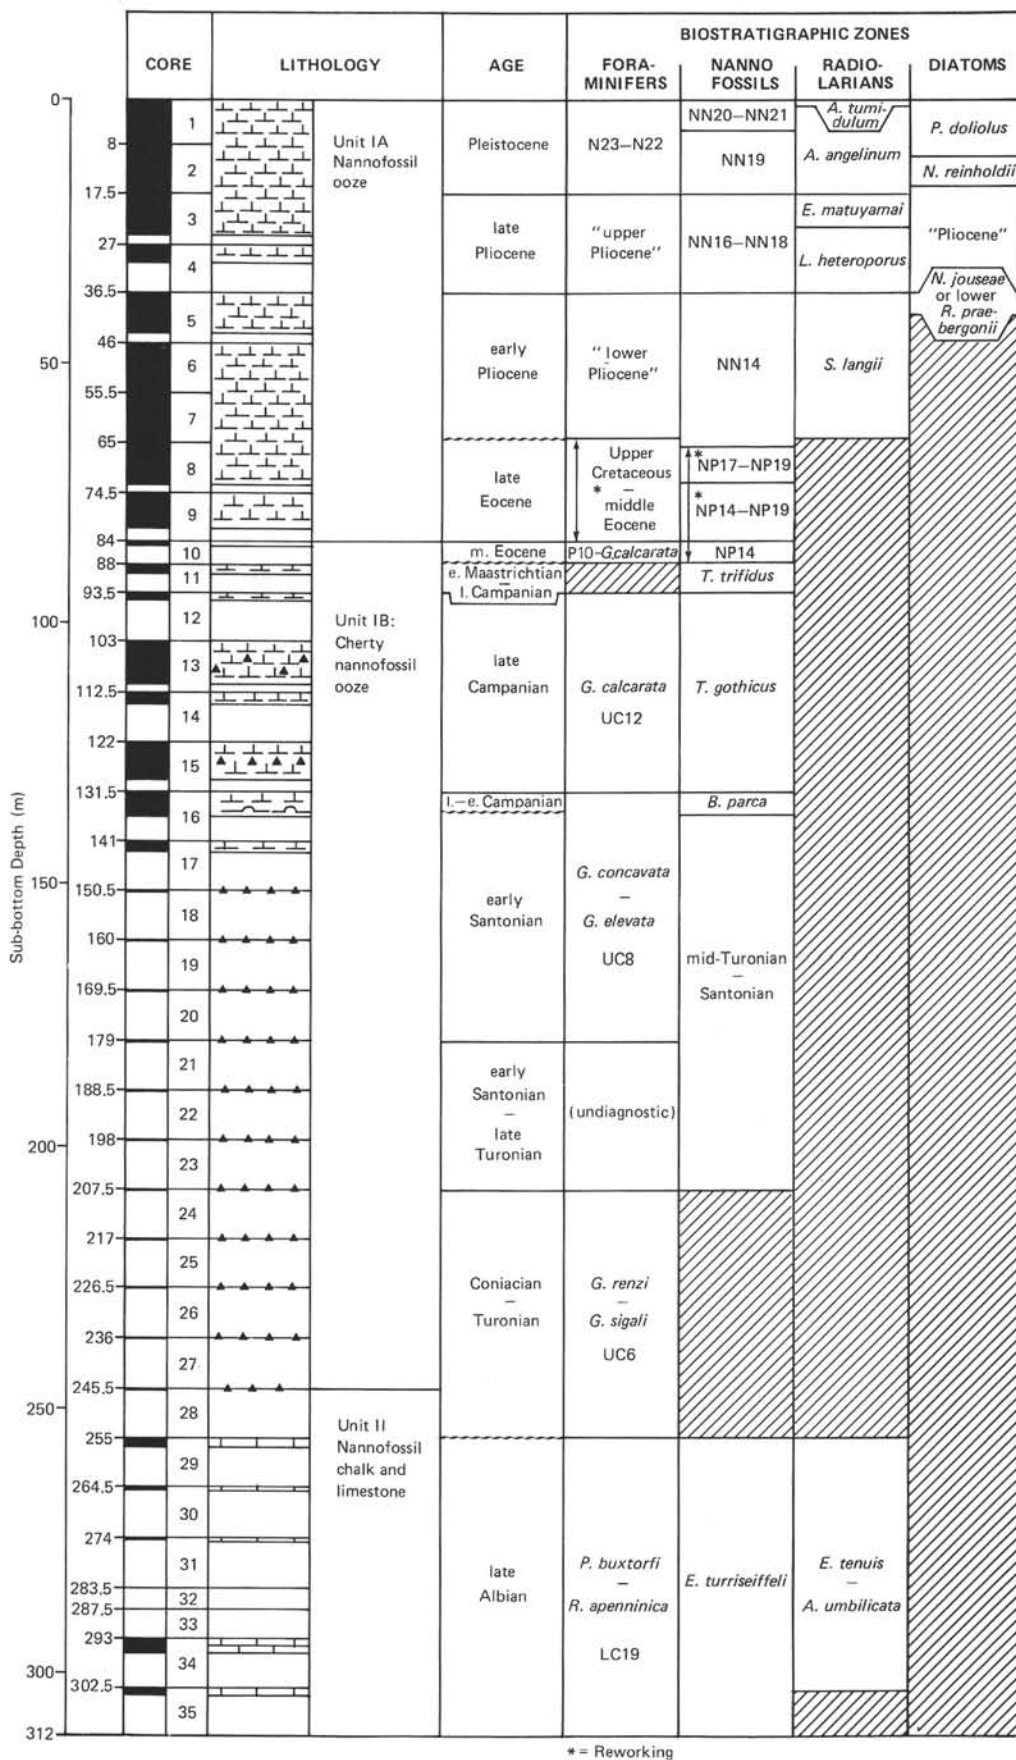 BIOSTRATIGRAPHIC ZONES
CORE
LITHOLOGY
AGE
FORA-
MINIFERS
NANNO
FOSSILS
RADIO-
LARIANS
DIATOMS
Sub-bottom Depth (m)
0
50
100
150
200
250
300
8
17.5
27
36.5
46
55.5
65
74.5
84
88
93.5
103
112.5
122
131.5
141
150.5
160
169.5
179
188.5
198
207.5
217
226.5
236
245.5
255
264.5
274
283.5
287.5
293
302.5
312
1
2
3
4
5
6
7
8
9
10
11
12
13
14
15
16
17
18
19
20
21
22
23
24
25
26
27
28
29
30
31
32
33
34
35
Unit IA
Nannofossil
ooze
Unit IB:
Cherty
nannofossil
ooze
Unit II
Nannofossil
chalk and
limestone
Pleistocene
late
Pliocene
early
Pliocene
late
Eocene
m. Eocene
e. Maastrichtian
—
l. Campanian
late
Campanian
l.—e. Campanian
early
Santonian
early
Santonian
—
late
Turonian
Coniacian
—
Turonian
late
Albian
N23—N22
"upper
Pliocene"
"lower
Pliocene"
Upper
Cretaceous
* —
middle
Eocene
P10-G.calcarata
G. calcarata
UC12
G. concavata
—
G. elevata
UC8
(undiagnostic)
G. renzi
—
G. sigali
UC6
P. buxtorfi
—
R. apenninica
LC19
NN20—NN21
NN19
NN16—NN18
NN14
* NP17—NP19
* NP14—NP19
NP14
T. trifidus
T. gothicus
B. parca
mid-Turonian
—
Santonian
E. turriseiffeli
A. tumi-
dulum
A. angelinum
E. matuyamai
L. heteroporus
S. langii
E. tenuis
—
A. umbilicata
P. doliolus
N. reinholdii
"Pliocene"
N. jouseae
or lower
R. prae-
bergonii
* = Reworking